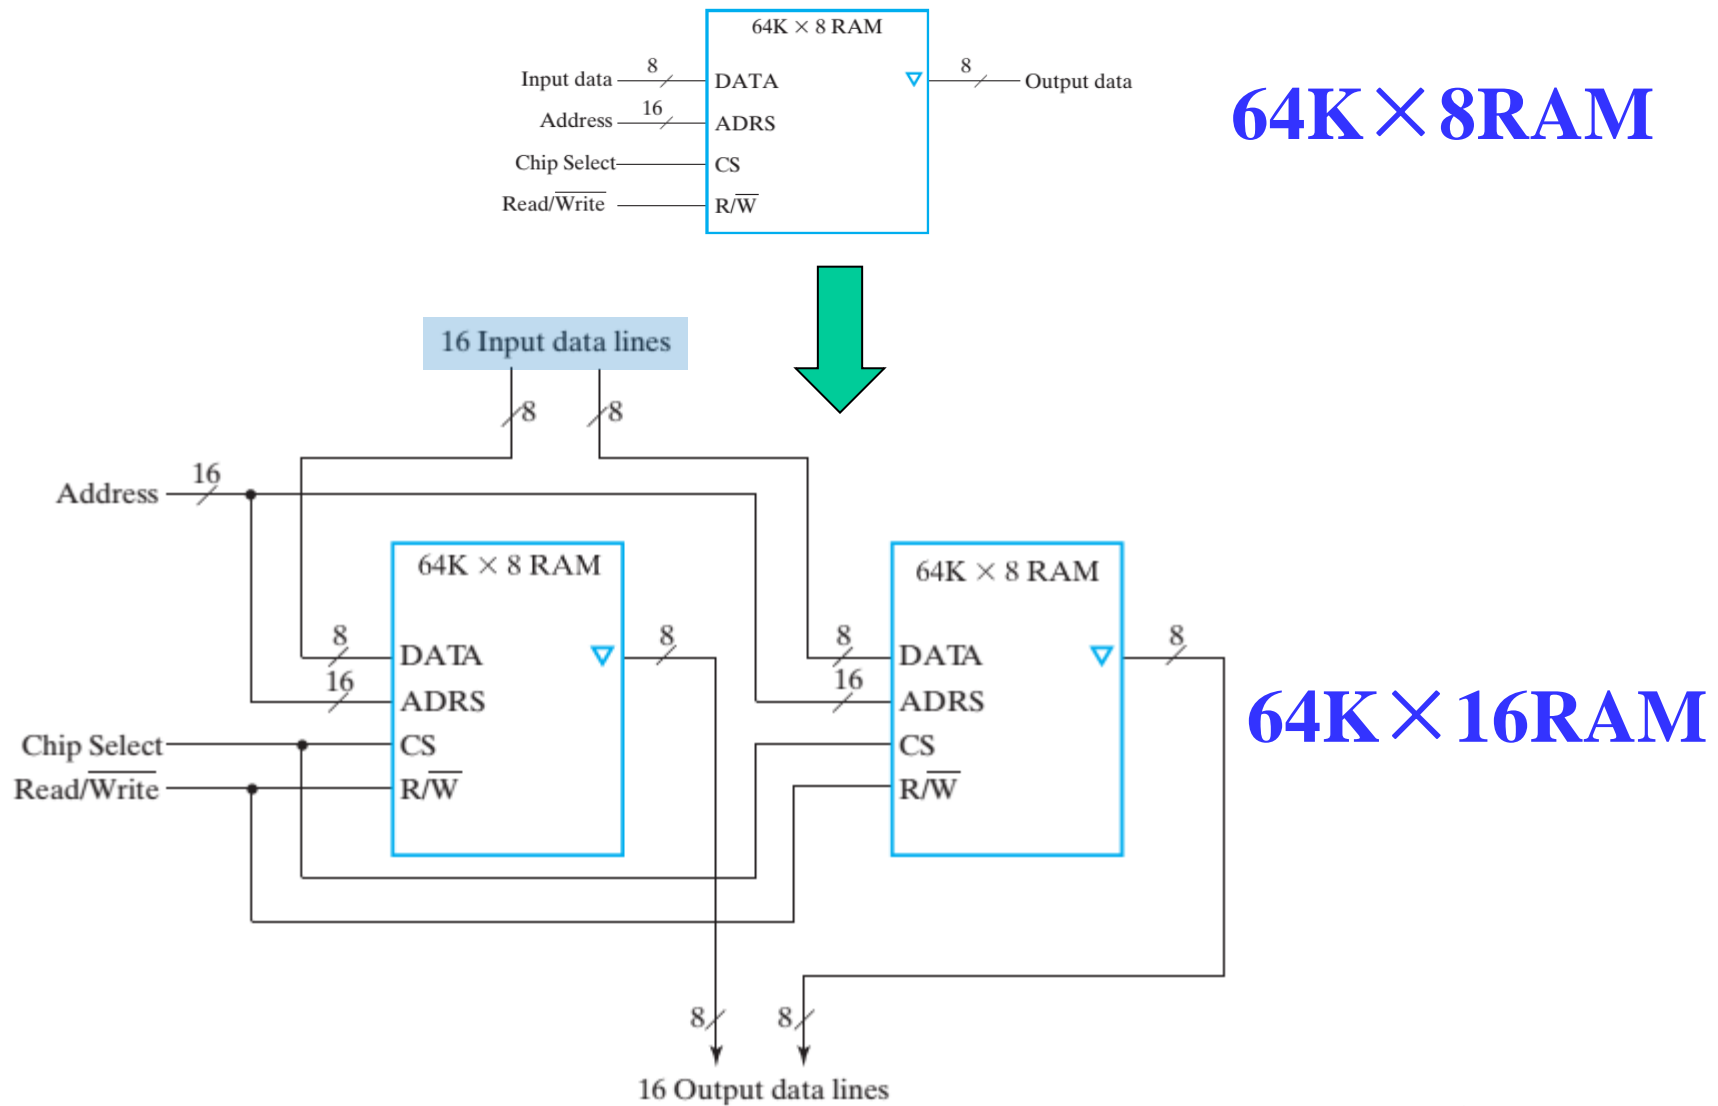 64K × 8 RAM
Input data
8
DATA
8
Output data
Address
16
ADRS
Chip Select
CS
Read/Write
R/W
64K×8RAM
16 Input data lines
8
8
Address
16
64K × 8 RAM
64K × 8 RAM
8
DATA
8
8
DATA
8
16
ADRS
16
ADRS
Chip Select
CS
CS
Read/Write
R/W
R/W
64K×16RAM
8
8
16 Output data lines